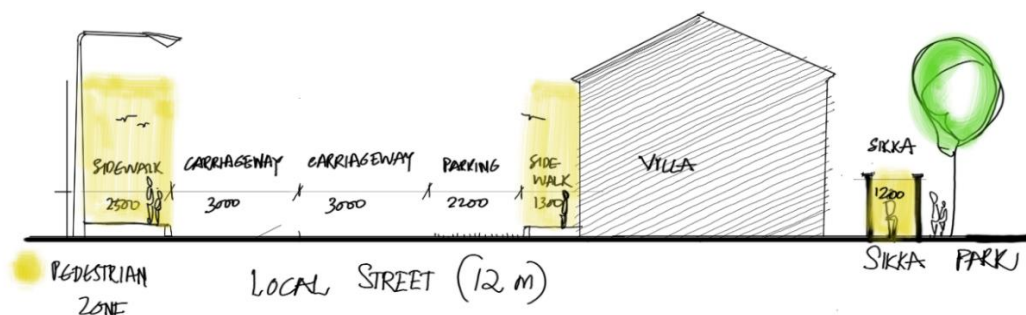 SIDEWALK
2500
CARRIAGEWAY
3000
CARRIAGEWAY
3000
PARKING
2200
SIDE-
WALK
1300
VILLA
SIKKA
1200
SIKKA
PARK
PEDESTRIAN
ZONE
LOCAL STREET (12 M)